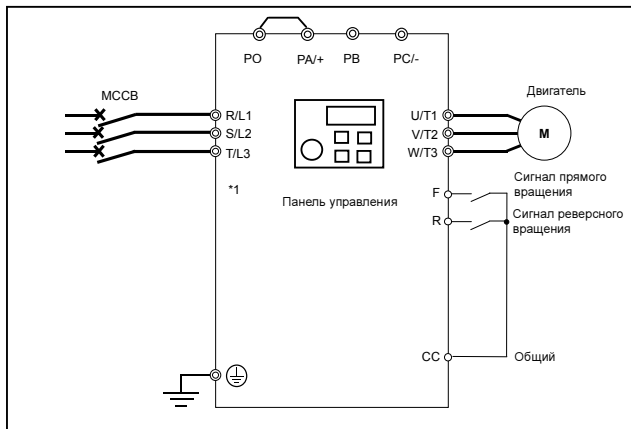 PO PA/+ PB PC/-
MCCB
R/L1
S/L2
T/L3
*1
Панель управления
U/T1
V/T2
W/T3
Двигатель
M
F
Сигнал прямого
вращения
R
Сигнал реверсного
вращения
CC
Общий